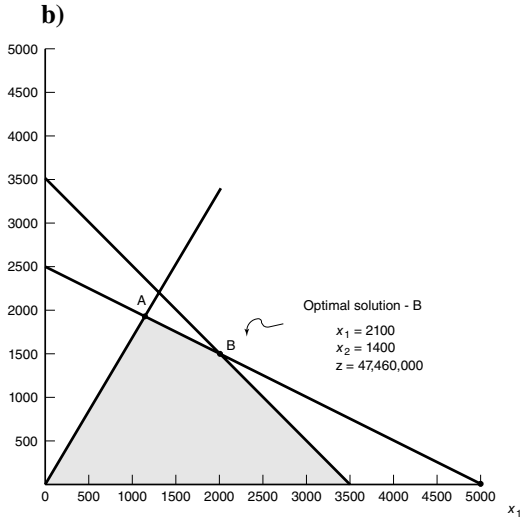 b)
5000
4500
4000
3500
3000
2500
2000
1500
1000
500
A
B
Optimal solution - B
x₁ = 2100
x₂ = 1400
z = 47,460,000
0 500 1000 1500 2000 2500 3000 3500 4000 4500 5000
x₁